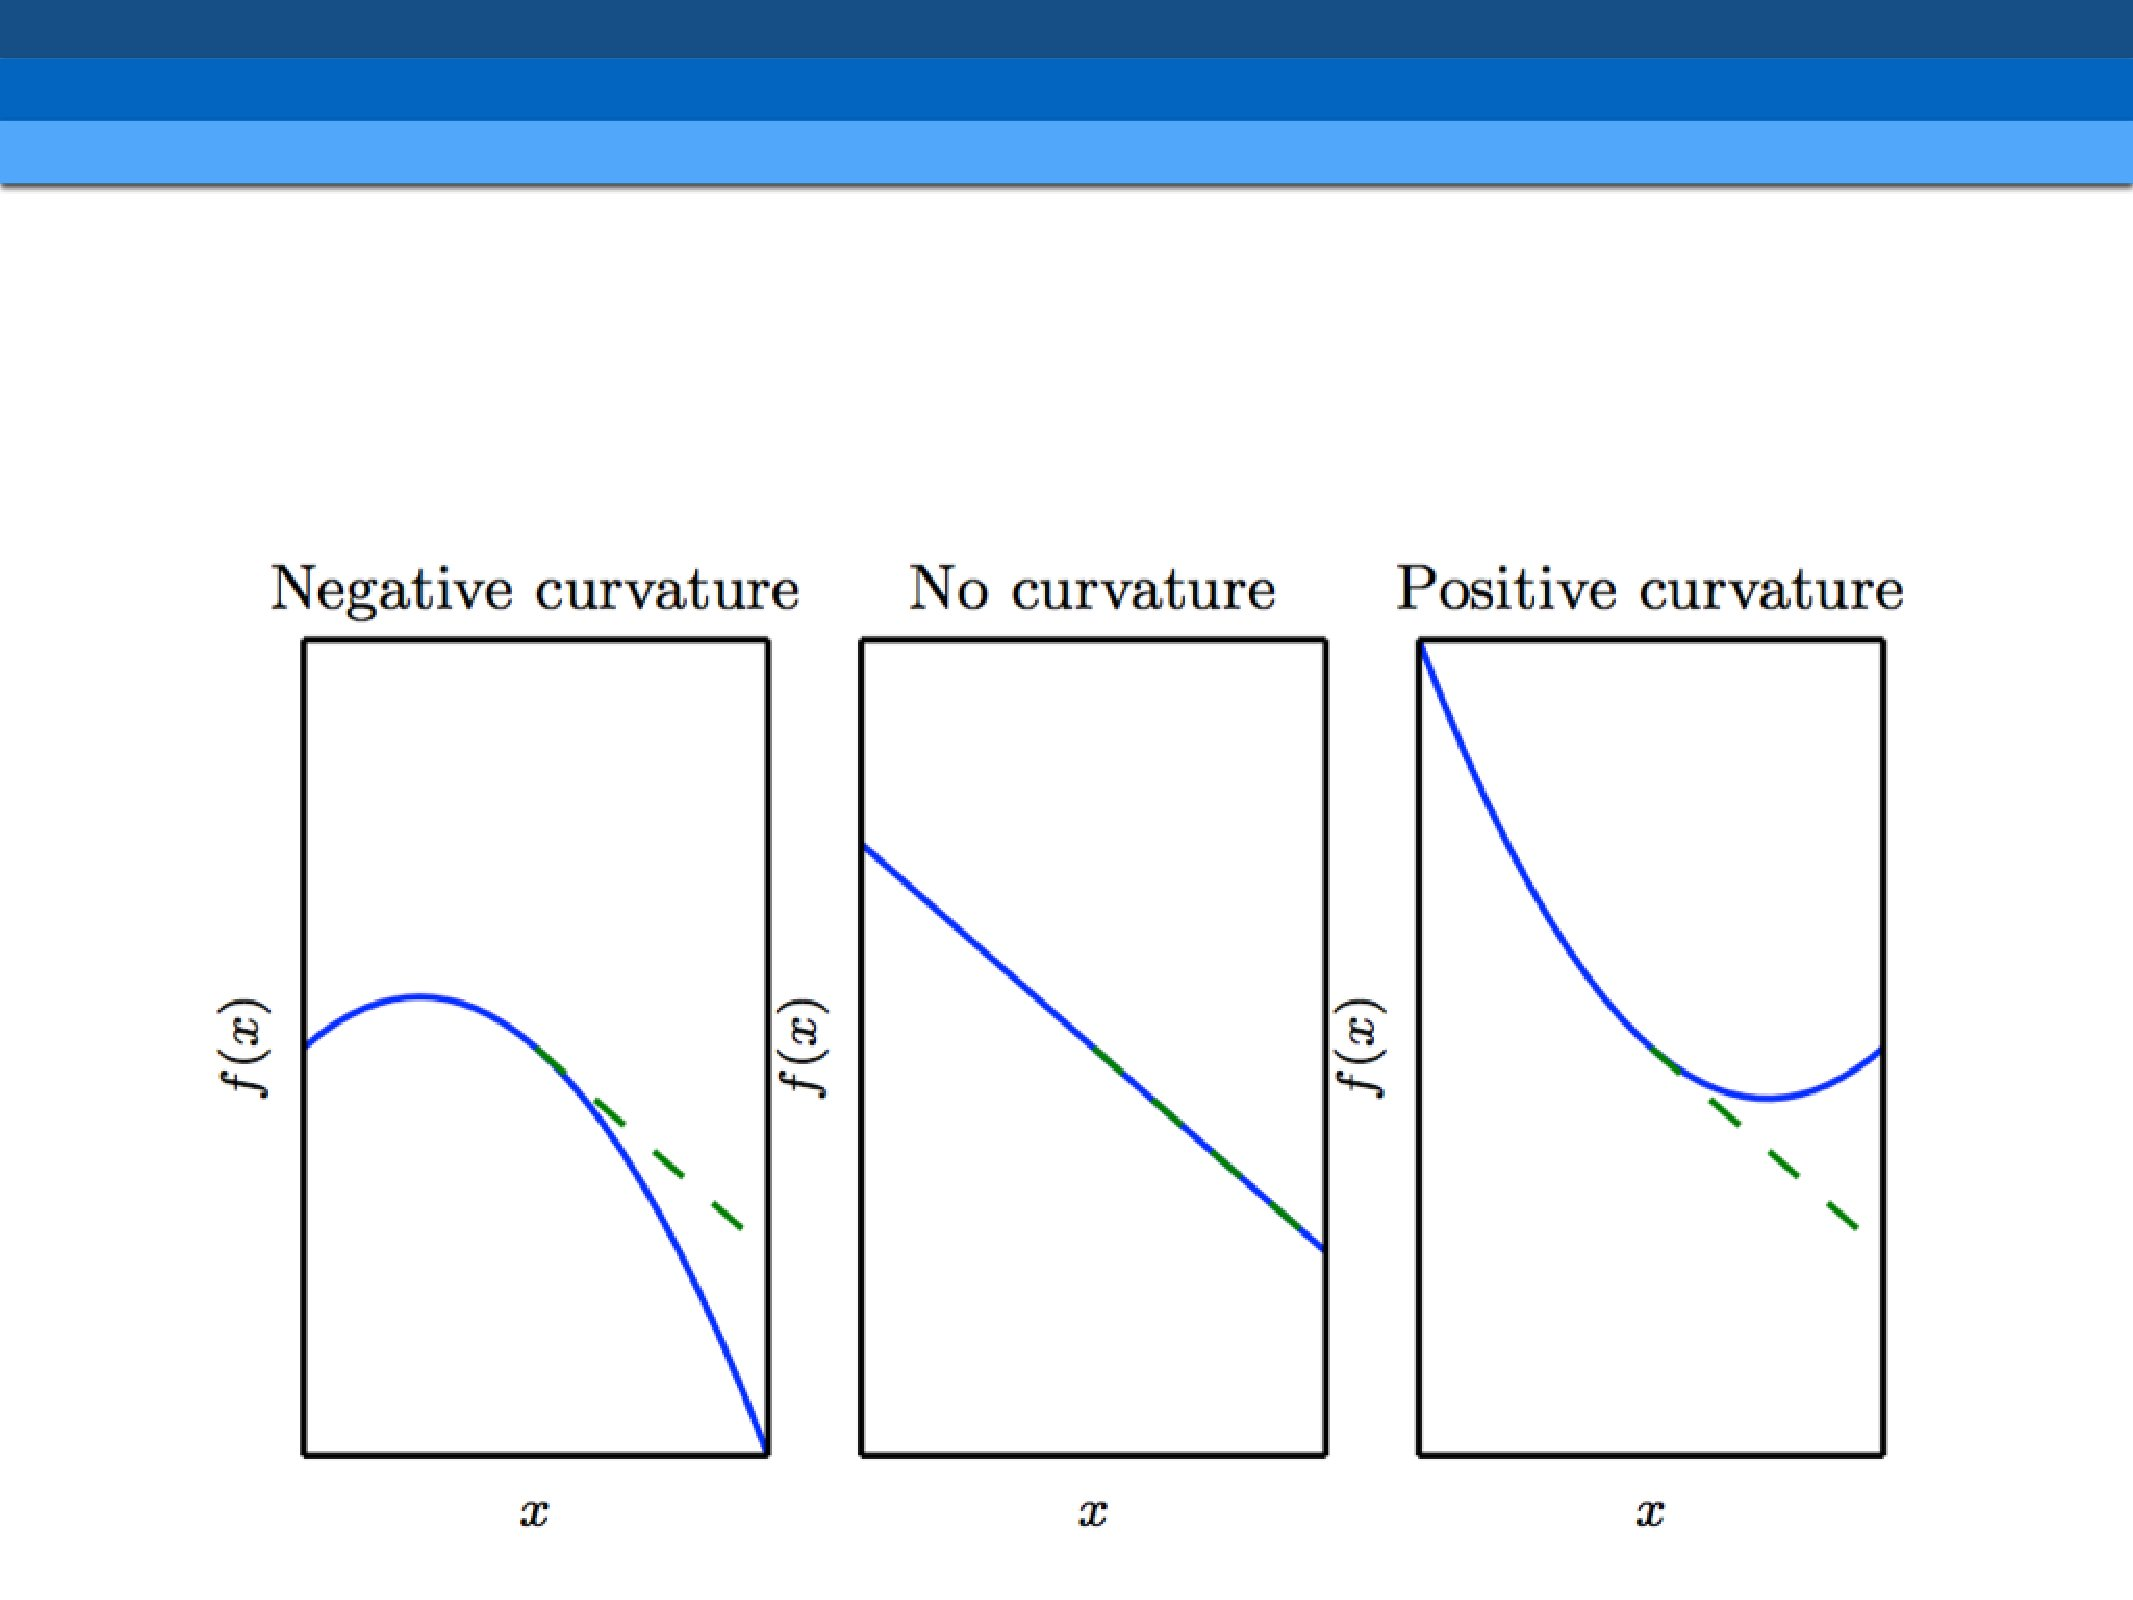 Negative curvature
No curvature
Positive curvature
f(x)
f(x)
f(x)
x
x
x